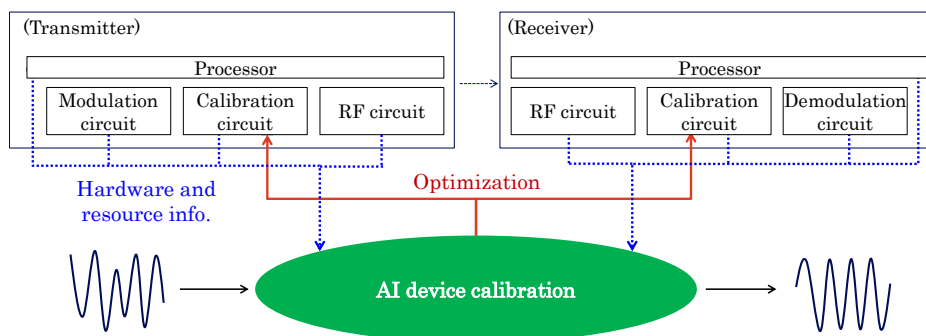 (Transmitter)
Processor
Modulation
circuit
Calibration
circuit
RF circuit
(Receiver)
Processor
RF circuit
Calibration
circuit
Demodulation
circuit
Hardware and
resource info.
Optimization
AI device calibration